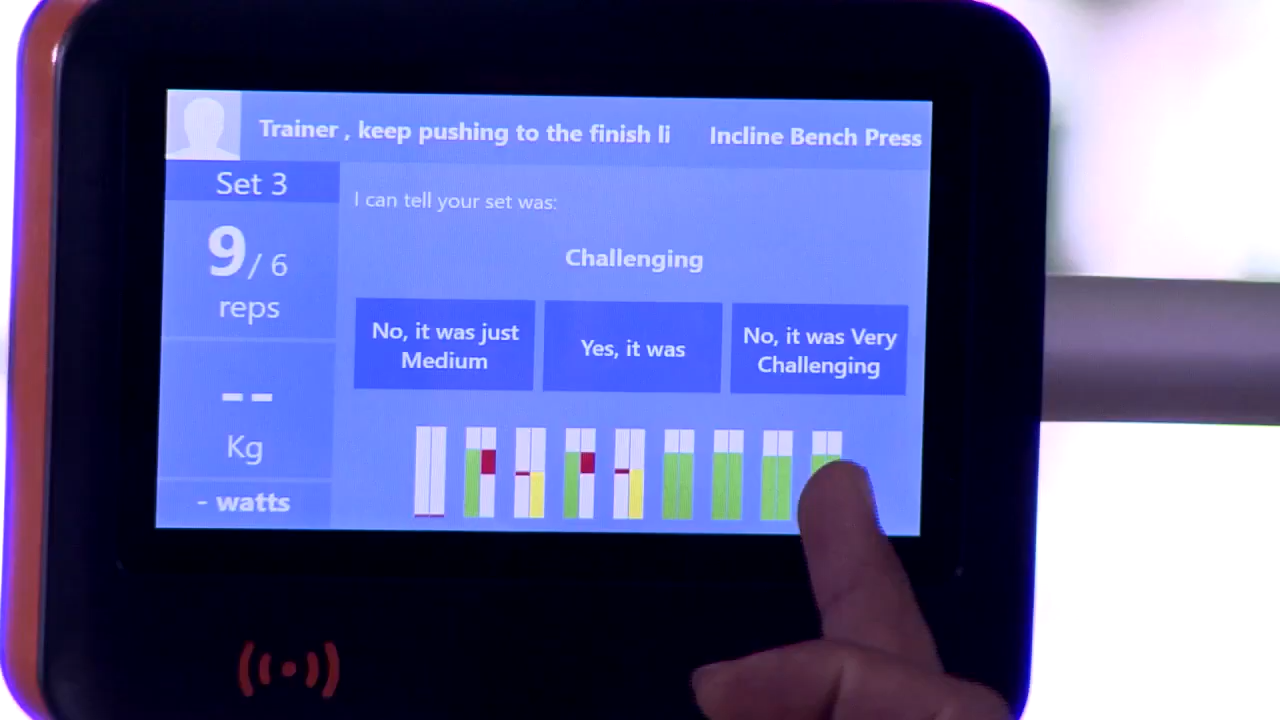 Trainer , keep pushing to the finish li
Incline Bench Press
Set 3
9/ 6
reps
--
Kg
- watts
I can tell your set was:
Challenging
No, it was just
Medium
Yes, it was
No, it was Very
Challenging